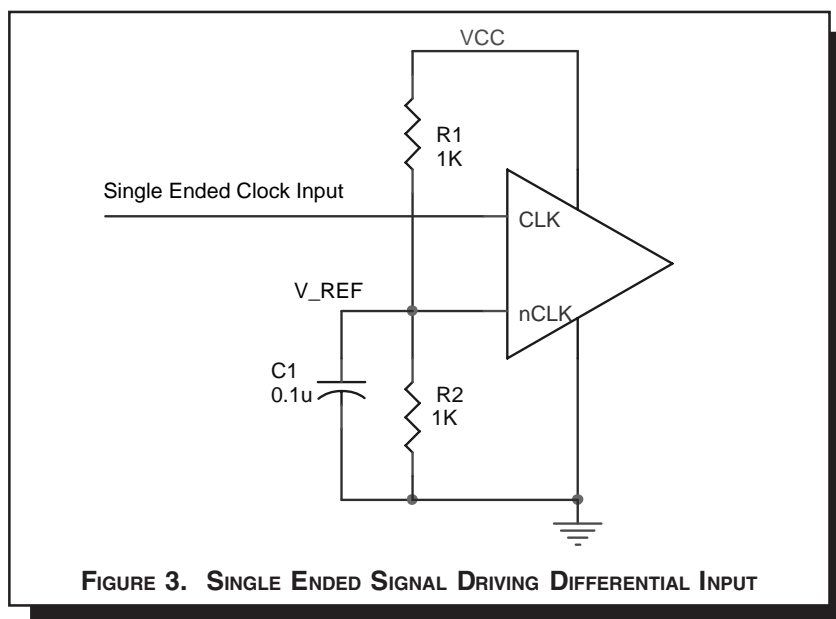 VCC
R1
1K
Single Ended Clock Input
CLK
V_REF
nCLK
C1
0.1u
R2
1K
FIGURE 3. SINGLE ENDED SIGNAL DRIVING DIFFERENTIAL INPUT